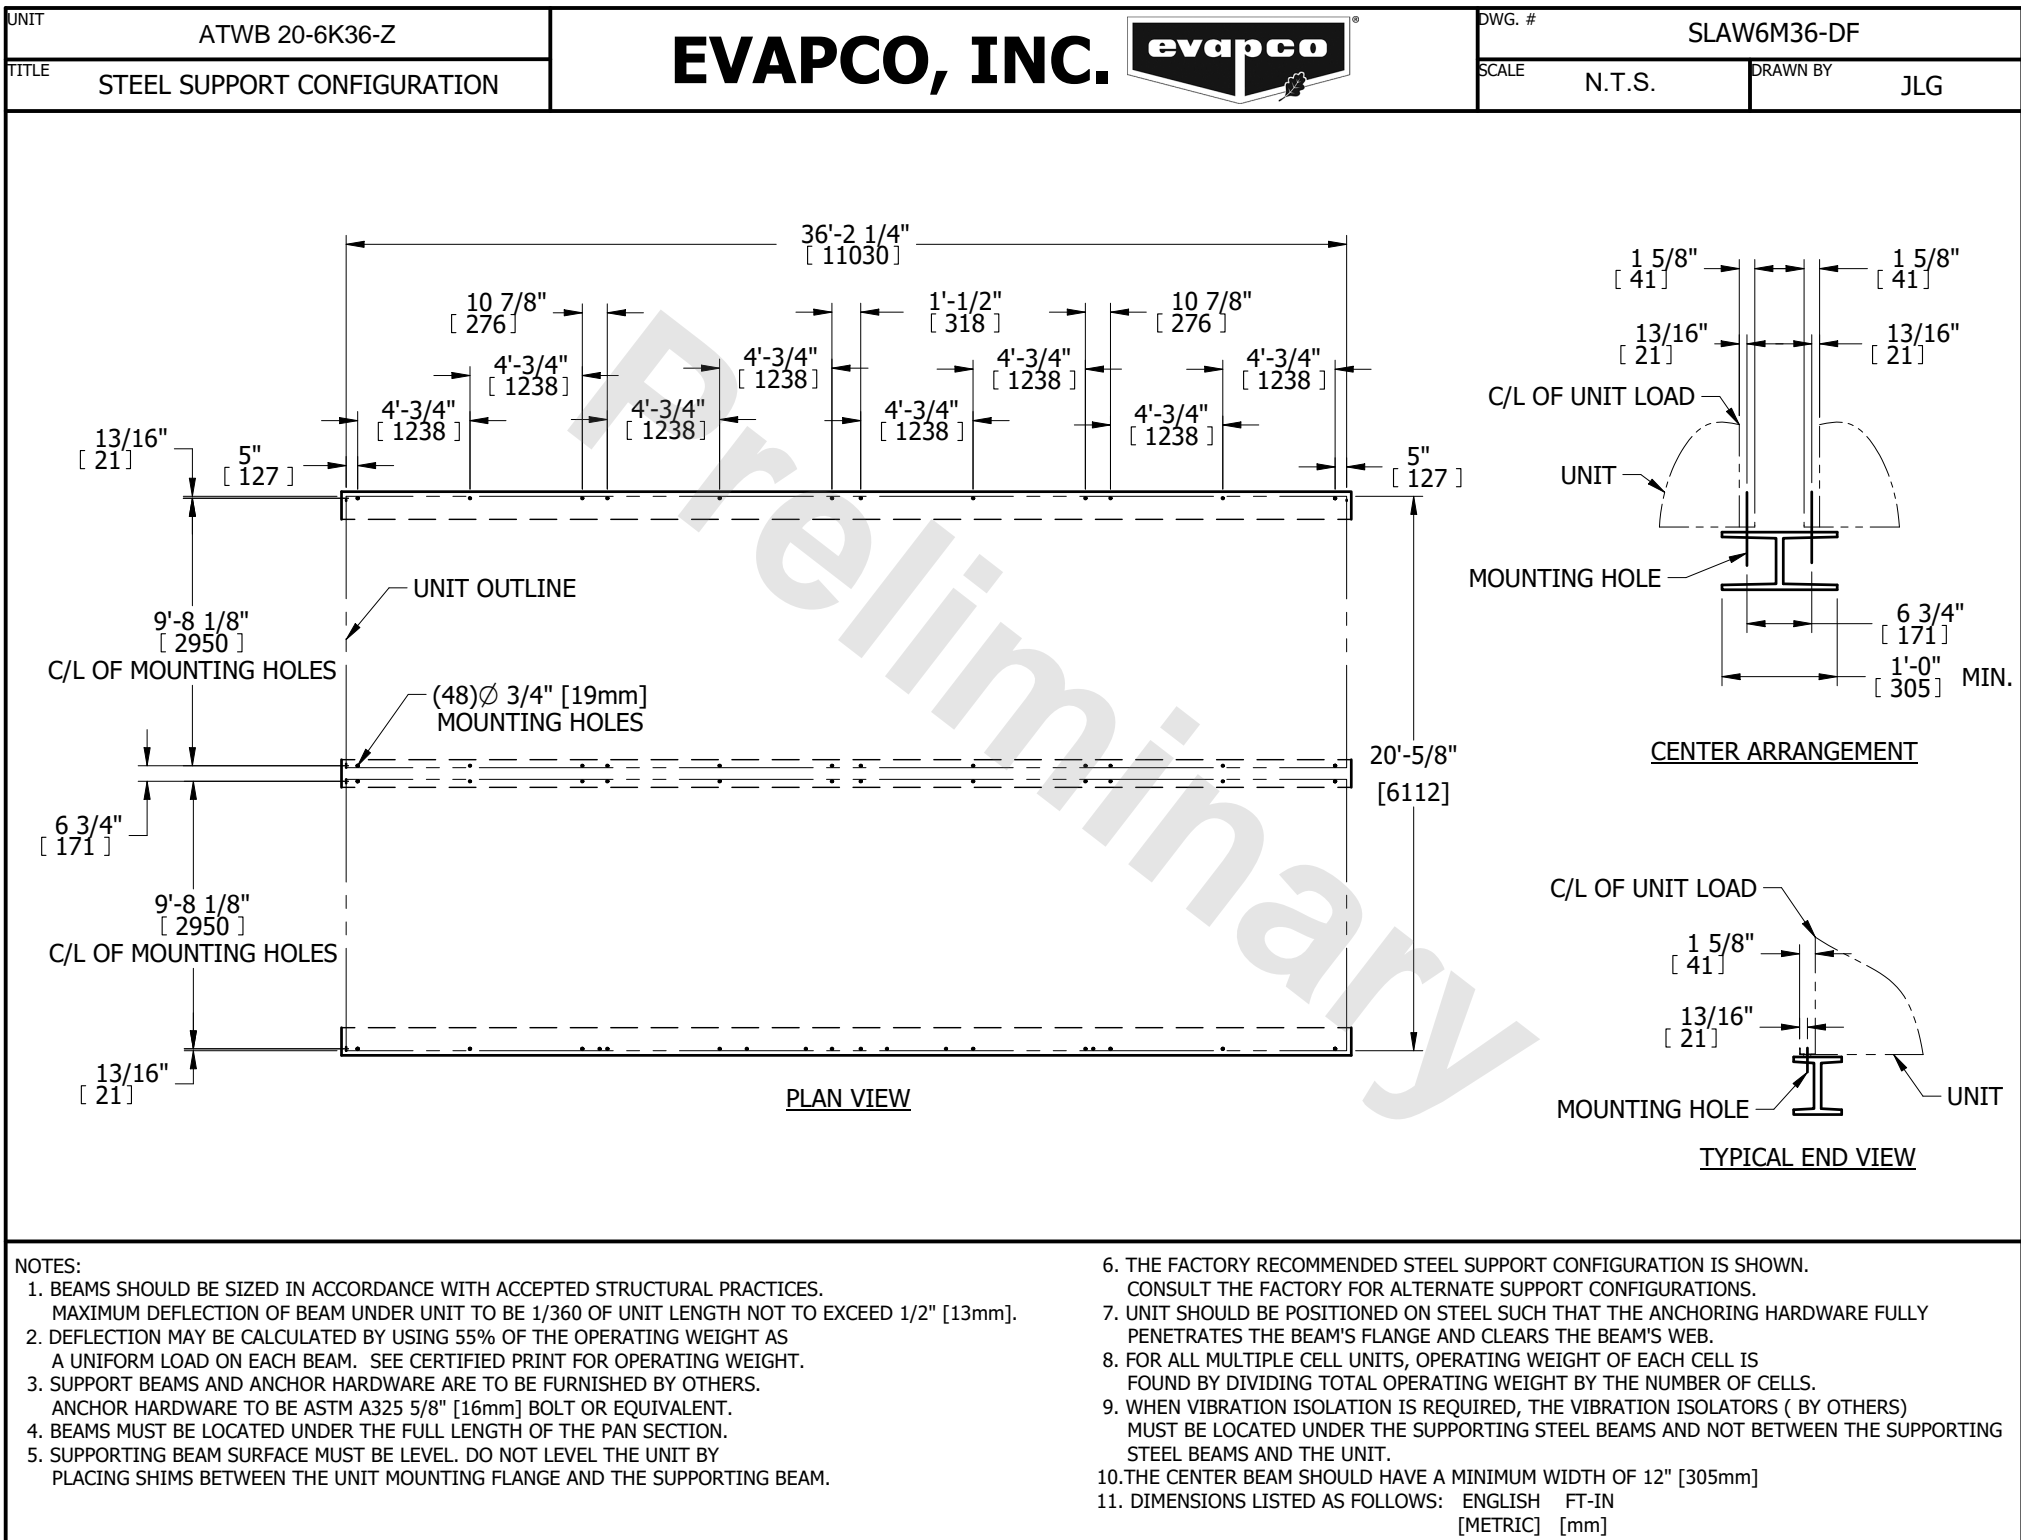 UNIT
ATWB 20-6K36-Z
TITLE
STEEL SUPPORT CONFIGURATION
EVAPCO, INC.
evapco
®
DWG. #
SLAW6M36-DF
SCALE
N.T.S.
DRAWN BY
JLG
36'-2 1/4"
[ 11030 ]
10 7/8"
[ 276 ]
1'-1/2"
[ 318 ]
10 7/8"
[ 276 ]
4'-3/4"
[ 1238 ]
4'-3/4"
[ 1238 ]
4'-3/4"
[ 1238 ]
4'-3/4"
[ 1238 ]
4'-3/4"
[ 1238 ]
4'-3/4"
[ 1238 ]
4'-3/4"
[ 1238 ]
4'-3/4"
[ 1238 ]
13/16"
[ 21 ]
5"
[ 127 ]
5"
[ 127 ]
UNIT OUTLINE
9'-8 1/8"
[ 2950 ]
C/L OF MOUNTING HOLES
(48)Ø 3/4" [19mm]
MOUNTING HOLES
20'-5/8"
[6112]
6 3/4"
[ 171 ]
9'-8 1/8"
[ 2950 ]
C/L OF MOUNTING HOLES
13/16"
[ 21 ]
PLAN VIEW
Preliminary
1 5/8"
[ 41 ]
1 5/8"
[ 41 ]
13/16"
[ 21 ]
13/16"
[ 21 ]
C/L OF UNIT LOAD
UNIT
MOUNTING HOLE
6 3/4"
[ 171 ]
1'-0"
[ 305 ] MIN.
CENTER ARRANGEMENT
C/L OF UNIT LOAD
1 5/8"
[ 41 ]
13/16"
[ 21 ]
MOUNTING HOLE
UNIT
TYPICAL END VIEW
NOTES:
1. BEAMS SHOULD BE SIZED IN ACCORDANCE WITH ACCEPTED STRUCTURAL PRACTICES.
MAXIMUM DEFLECTION OF BEAM UNDER UNIT TO BE 1/360 OF UNIT LENGTH NOT TO EXCEED 1/2" [13mm].
2. DEFLECTION MAY BE CALCULATED BY USING 55% OF THE OPERATING WEIGHT AS
A UNIFORM LOAD ON EACH BEAM. SEE CERTIFIED PRINT FOR OPERATING WEIGHT.
3. SUPPORT BEAMS AND ANCHOR HARDWARE ARE TO BE FURNISHED BY OTHERS.
ANCHOR HARDWARE TO BE ASTM A325 5/8" [16mm] BOLT OR EQUIVALENT.
4. BEAMS MUST BE LOCATED UNDER THE FULL LENGTH OF THE PAN SECTION.
5. SUPPORTING BEAM SURFACE MUST BE LEVEL. DO NOT LEVEL THE UNIT BY
PLACING SHIMS BETWEEN THE UNIT MOUNTING FLANGE AND THE SUPPORTING BEAM.
6. THE FACTORY RECOMMENDED STEEL SUPPORT CONFIGURATION IS SHOWN.
CONSULT THE FACTORY FOR ALTERNATE SUPPORT CONFIGURATIONS.
7. UNIT SHOULD BE POSITIONED ON STEEL SUCH THAT THE ANCHORING HARDWARE FULLY
PENETRATES THE BEAM'S FLANGE AND CLEARS THE BEAM'S WEB.
8. FOR ALL MULTIPLE CELL UNITS, OPERATING WEIGHT OF EACH CELL IS
FOUND BY DIVIDING TOTAL OPERATING WEIGHT BY THE NUMBER OF CELLS.
9. WHEN VIBRATION ISOLATION IS REQUIRED, THE VIBRATION ISOLATORS ( BY OTHERS)
MUST BE LOCATED UNDER THE SUPPORTING STEEL BEAMS AND NOT BETWEEN THE SUPPORTING
STEEL BEAMS AND THE UNIT.
10.THE CENTER BEAM SHOULD HAVE A MINIMUM WIDTH OF 12" [305mm]
11. DIMENSIONS LISTED AS FOLLOWS: ENGLISH FT-IN
[METRIC] [mm]